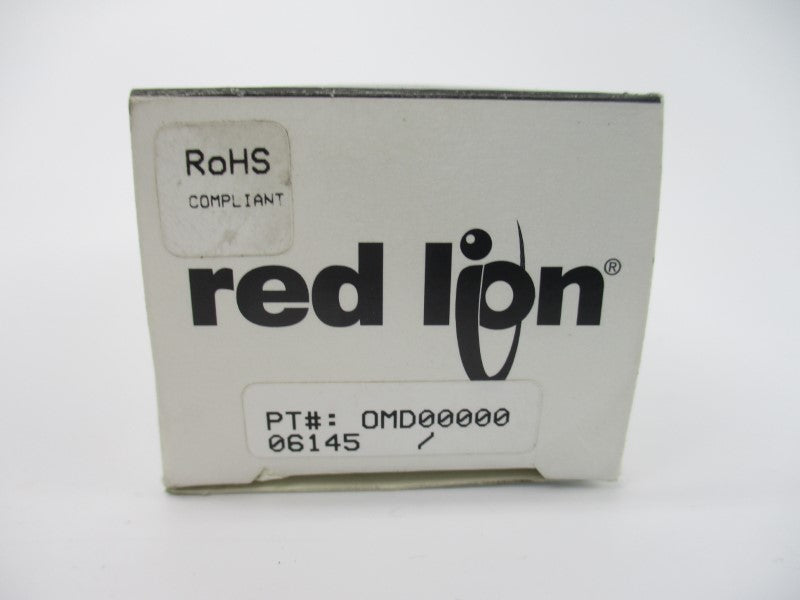 RoHS
COMPLIANT
red lion®
PT#: OMD00000
06145 /